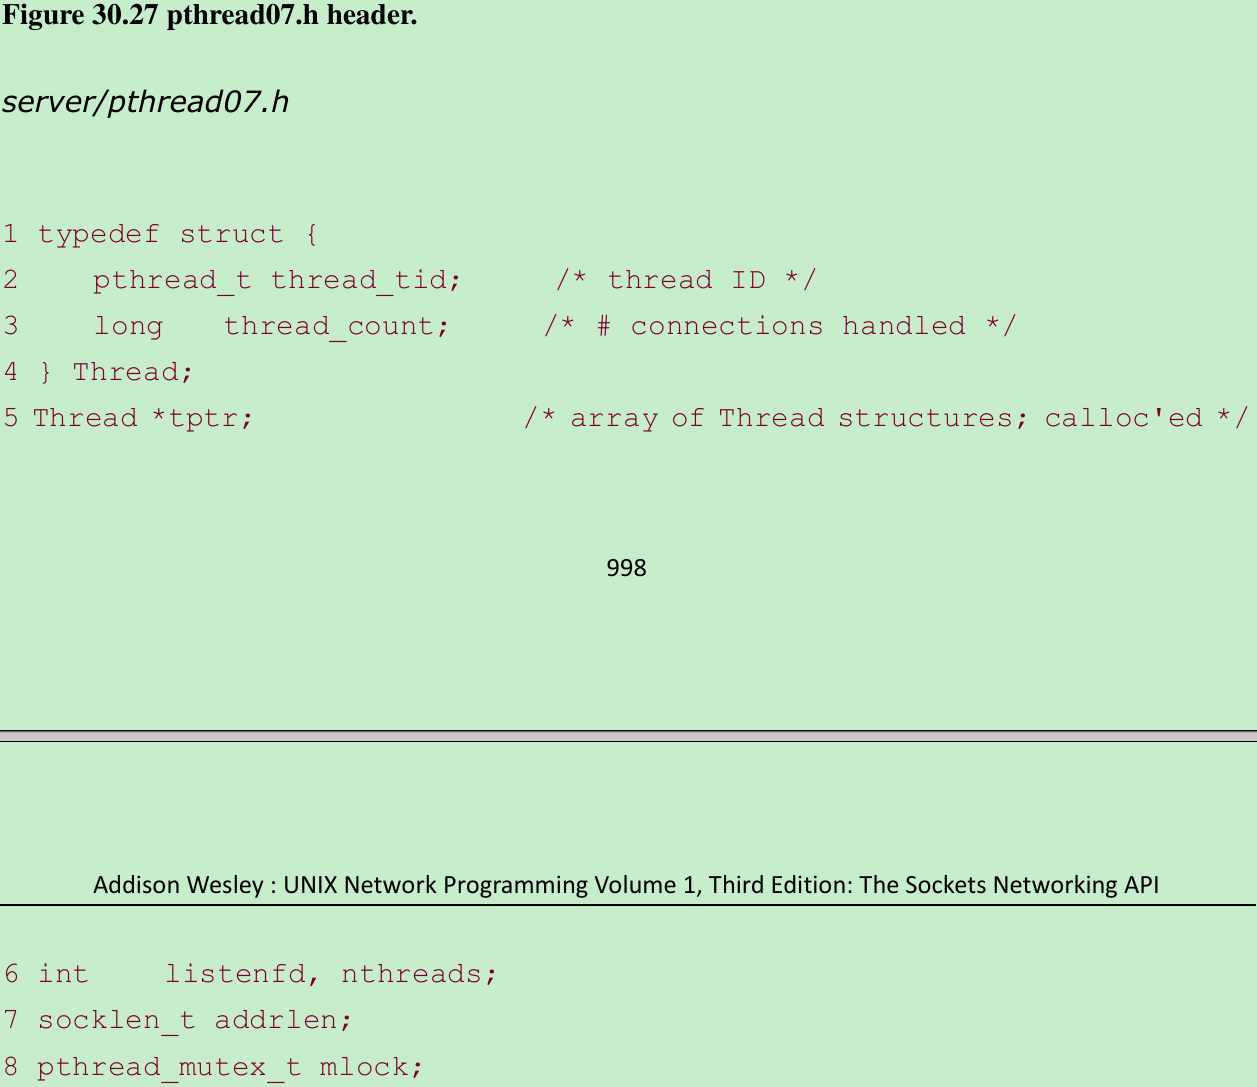 Figure 30.27 pthread07.h header.
server/pthread07.h
1 typedef struct {
2    pthread_t thread_tid;     /* thread ID */
3    long   thread_count;     /* # connections handled */
4 } Thread;
5 Thread *tptr;               /* array of Thread structures; calloc'ed */
998
Addison Wesley : UNIX Network Programming Volume 1, Third Edition: The Sockets Networking API
6 int    listenfd, nthreads;
7 socklen_t addrlen;
8 pthread_mutex_t mlock;